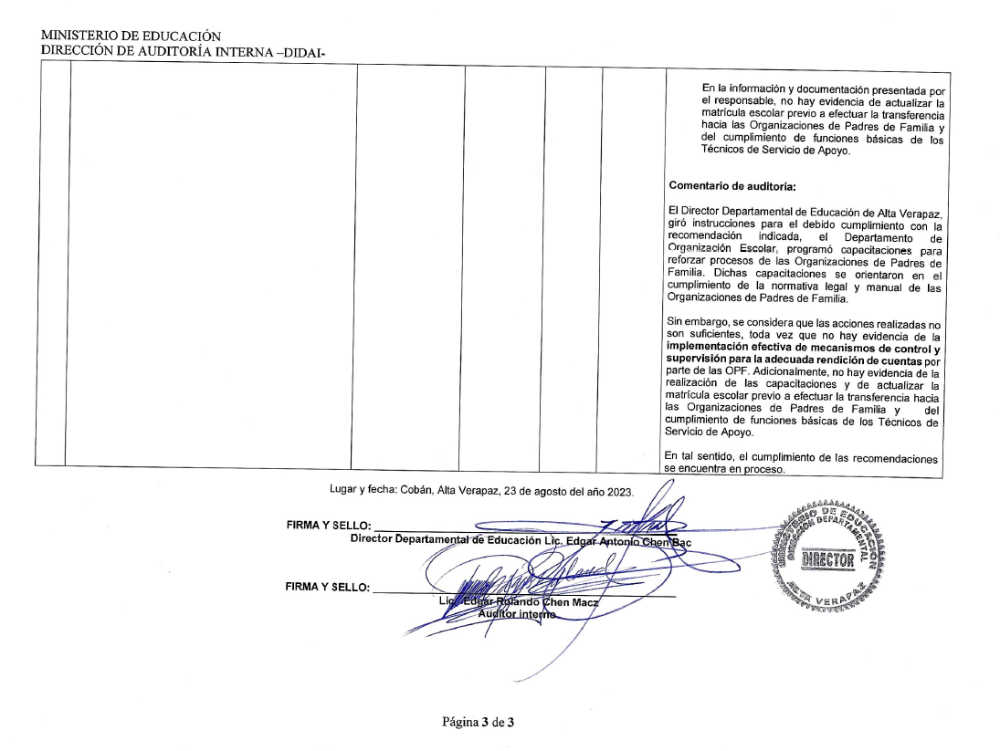 MINISTERIO DE EDUCACIÓN
DIRECCIÓN DE AUDITORÍA INTERNA –DIDAI-
En la información y documentación presentada por
el responsable, no hay evidencia de actualizar la
matrícula escolar previo a efectuar la transferencia
hacia las Organizaciones de Padres de Familia y
del cumplimiento de funciones básicas de los
Técnicos de Servicio de Apoyo.
Comentario de auditoría:
El Director Departamental de Educación de Alta Verapaz,
giró instrucciones para el debido cumplimiento con la
recomendación indicada, el Departamento de
Organización Escolar, programó capacitaciones para
reforzar procesos de las Organizaciones de Padres de
Familia. Dichas capacitaciones se orientaron en el
cumplimiento de la normativa legal y manual de las
Organizaciones de Padres de Familia.
Sin embargo, se considera que las acciones realizadas no
son suficientes, toda vez que no hay evidencia de la
implementación efectiva de mecanismos de control y
supervisión para la adecuada rendición de cuentas por
parte de las OPF. Adicionalmente, no hay evidencia de la
realización de las capacitaciones y de actualizar la
matrícula escolar previo a efectuar la transferencia hacia
las Organizaciones de Padres de Familia y del
cumplimiento de funciones básicas de los Técnicos de
Servicio de Apoyo.
En tal sentido, el cumplimiento de las recomendaciones
se encuentra en proceso.
Lugar y fecha: Cobán, Alta Verapaz, 23 de agosto del año 2023.
FIRMA Y SELLO:
Director Departamental de Educación Lic. Edgar Antonio Chen Bac
MINISTERIO DE EDUCACIÓN
DIRECCIÓN DEPARTAMENTAL
DIRECTOR
ALTA VERAPAZ
FIRMA Y SELLO:
Lic. Edgar Rolando Chen Macz
Auditor interno
Página 3 de 3